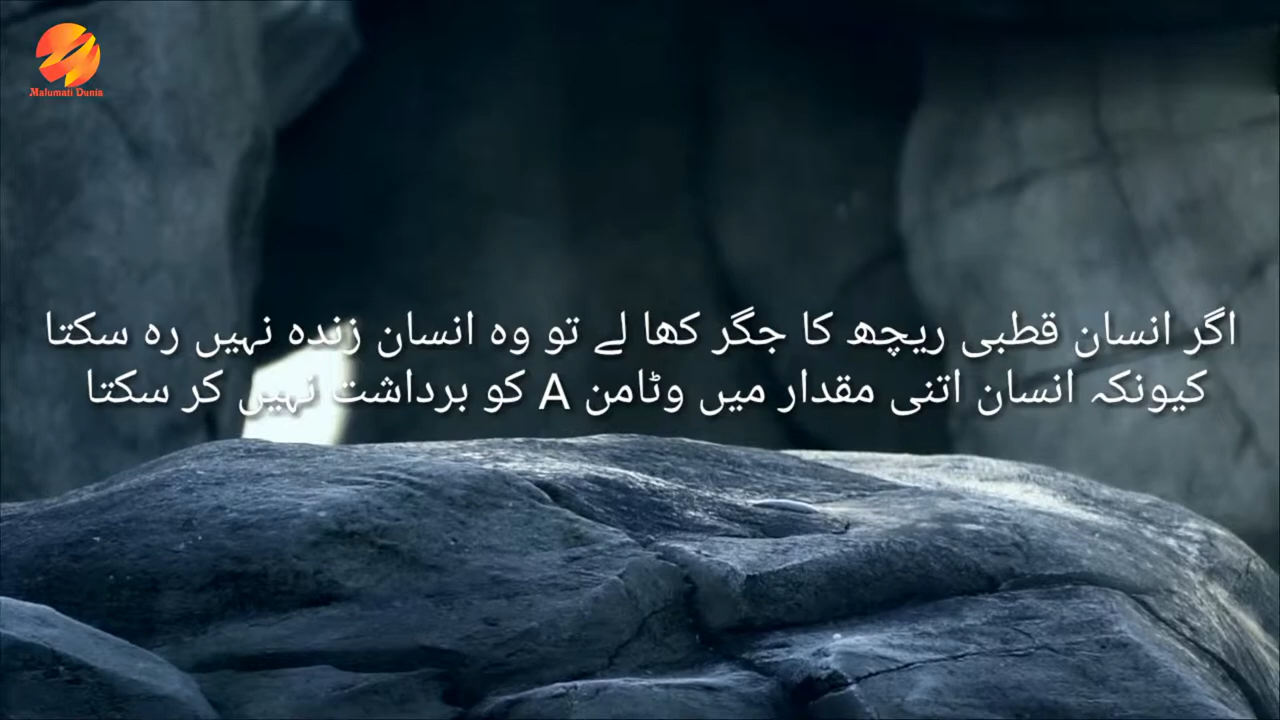 Malumati Dunia
اگر انسان قطبی ریچھ کا جگر کھا لے تو وہ انسان زندہ نہیں رہ سکتا
کیونکہ انسان اتنی مقدار میں وٹامن A کو برداشت نہیں کر سکتا